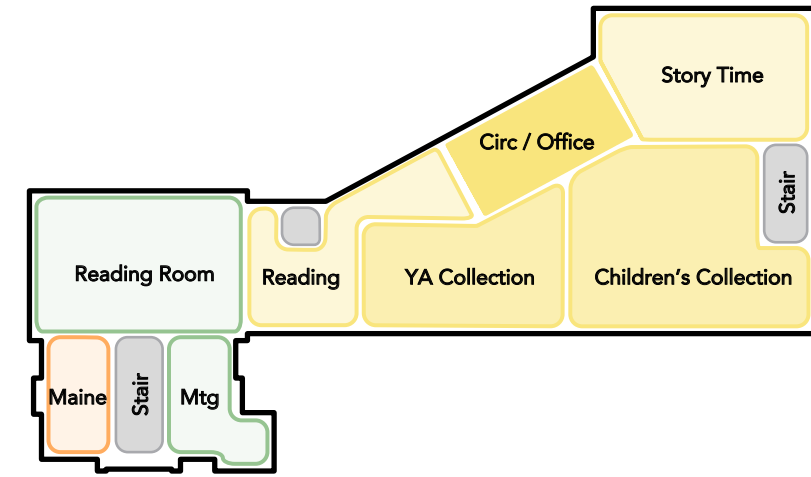 Story Time
Circ / Office
Stair
Reading Room
Reading
YA Collection
Children's Collection
Maine
Stair
Mtg